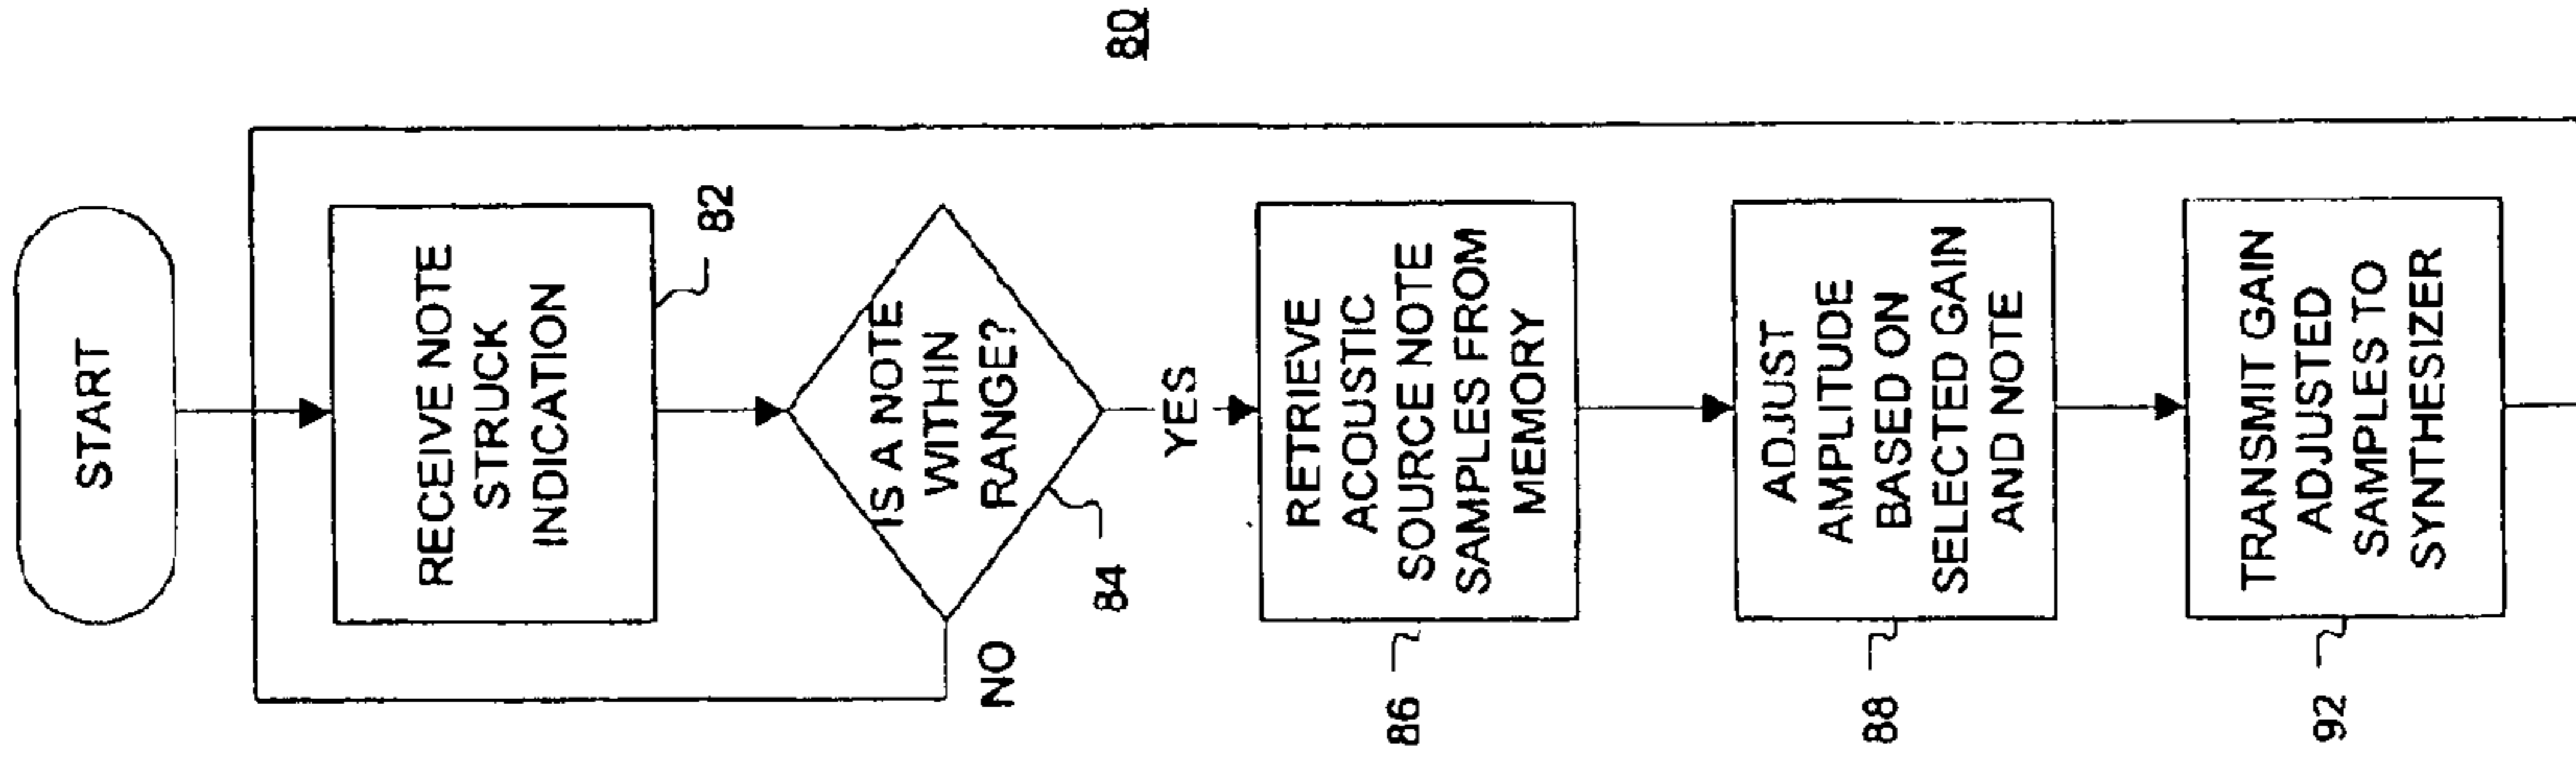 80
START
RECEIVE NOTE
STRUCK
INDICATION
82
IS A NOTE
WITHIN
RANGE?
84
NO
YES
RETRIEVE
ACOUSTIC
SOURCE NOTE
SAMPLES FROM
MEMORY
86
ADJUST
AMPLITUDE
BASED ON
SELECTED GAIN
AND NOTE
88
TRANSMIT GAIN
ADJUSTED
SAMPLES TO
SYNTHESIZER
92